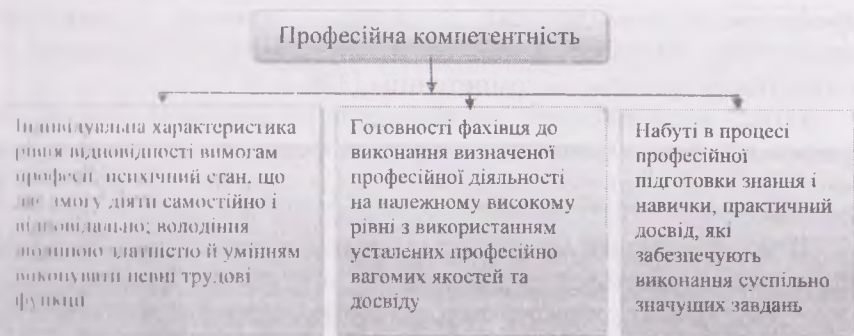 Професійна компетентність
Індивідуальна характеристика
рівня відповідності вимогам
професії, психічний стан, що
дає змогу діяти самостійно і
відповідально; володіння
людиною здатністю й умінням
виконувати певні трудові
функції
Готовності фахівця до
виконання визначеної
професійної діяльності
на належному високому
рівні з використанням
усталених професійно
вагомих якостей та
досвіду
Набуті в процесі
професійної
підготовки знання і
навички, практичний
досвід, які
забезпечують
виконання суспільно
значущих завдань